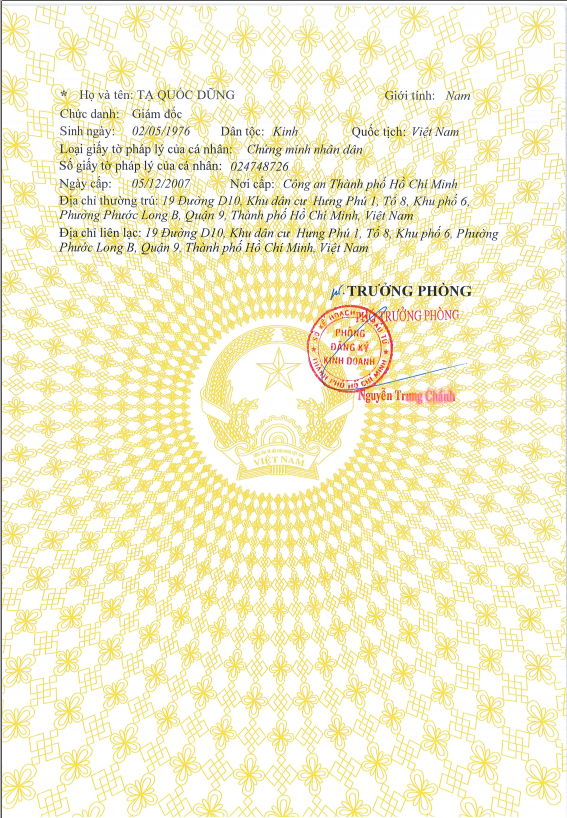 * Họ và tên: TẠ QUỐC DŨNG Giới tính: Nam
Chức danh: Giám đốc
Sinh ngày: 02/05/1976 Dân tộc: Kinh Quốc tịch: Việt Nam
Loại giấy tờ pháp lý của cá nhân: Chứng minh nhân dân
Số giấy tờ pháp lý của cá nhân: 024748726
Ngày cấp: 05/12/2007 Nơi cấp: Công an Thành phố Hồ Chí Minh
Địa chỉ thường trú: 19 Đường D10, Khu dân cư Hưng Phú 1, Tổ 8, Khu phố 6,
Phường Phước Long B, Quận 9, Thành phố Hồ Chí Minh, Việt Nam
Địa chỉ liên lạc: 19 Đường D10, Khu dân cư Hưng Phú 1, Tổ 8, Khu phố 6, Phường
Phước Long B, Quận 9, Thành phố Hồ Chí Minh, Việt Nam
TRƯỞNG PHÒNG
PHÓ TRƯỞNG PHÒNG
SỞ KẾ HOẠCH VÀ ĐẦU TƯ
PHÒNG
ĐĂNG KÝ
KINH DOANH
THÀNH PHỐ HỒ CHÍ MINH
Nguyễn Trung Chánh
VIỆT NAM